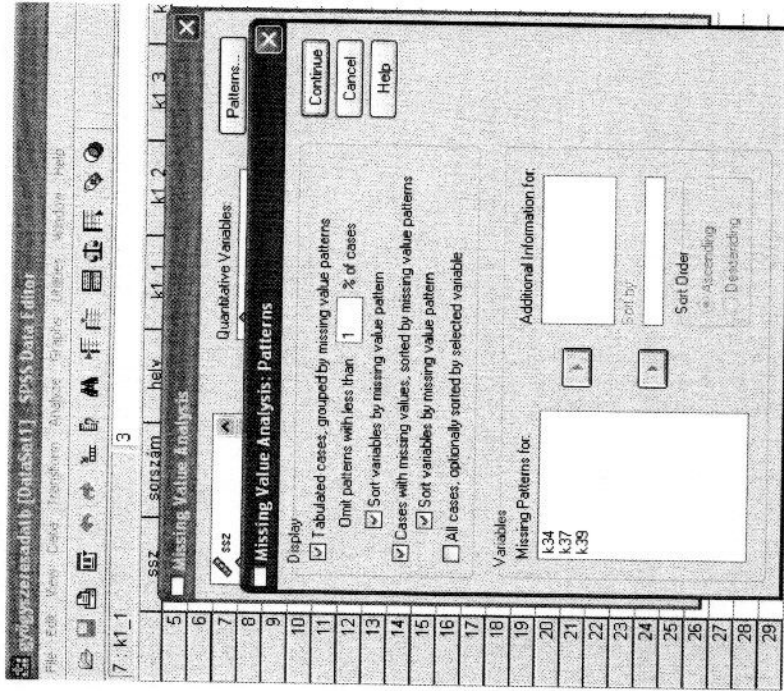 [DataSet1] - SPSS Data Editor
File Edit View Data Transform Analyze Graphs Utilities Window Help
7 : k1_1 3
ssz sorszám hely k1_1 k1_2 k1_3
5
6
7
8
9
10
11
12
13
14
15
16
17
18
19
20
21
22
23
24
25
26
27
28
29
Missing Value Analysis
ssz
Quantitative Variables:
Patterns...
Missing Value Analysis: Patterns
Display
Tabulated cases, grouped by missing value patterns
Omit patterns with less than 1 % of cases
Sort variables by missing value pattern
Cases with missing values, sorted by missing value patterns
Sort variables by missing value pattern
All cases, optionally sorted by selected variable
Continue
Cancel
Help
Variables
Missing Patterns for:
k34
k37
k39
Additional Information for:
Sort by:
Sort Order
Ascending
Descending